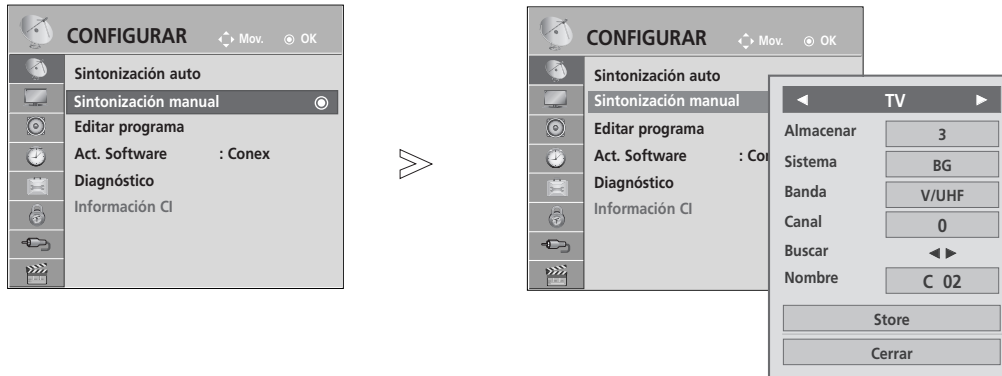 CONFIGURAR Mov. OK
Sintonización auto
Sintonización manual
Editar programa
Act. Software : Conex
Diagnóstico
Información CI
CONFIGURAR Mov. OK
Sintonización auto
Sintonización manual
Editar programa
Act. Software : Co
Diagnóstico
Información CI
◄ TV ►
Almacenar 3
Sistema BG
Banda V/UHF
Canal 0
Buscar ◄ ►
Nombre C 02
Store
Cerrar